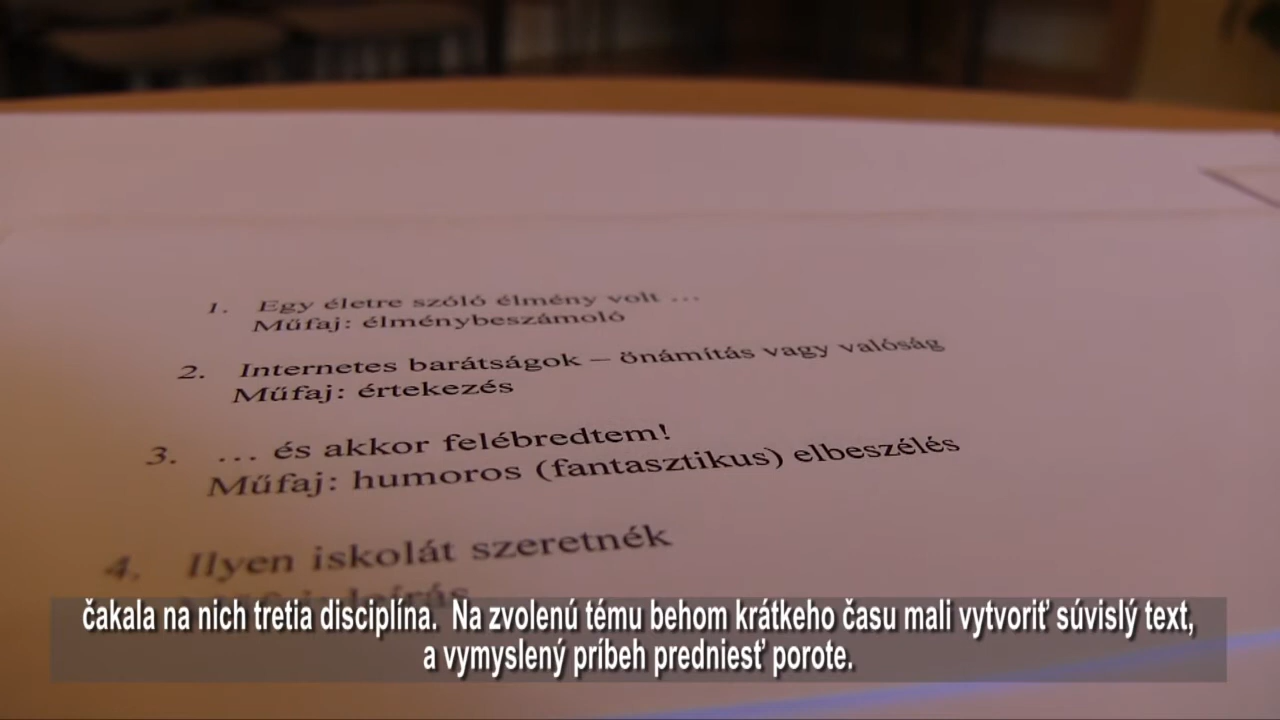 1. Egy életre szóló élmény volt ...
Műfaj: élménybeszámoló
2. Internetes barátságok – önámítás vagy valóság
Műfaj: értekezés
3. ... és akkor felébredtem!
Műfaj: humoros (fantasztikus) elbeszélés
4. Ilyen iskolát szeretnék
čakala na nich tretia disciplína. Na zvolenú tému behom krátkeho času mali vytvoriť súvislý text,
a vymyslený príbeh predniesť porote.